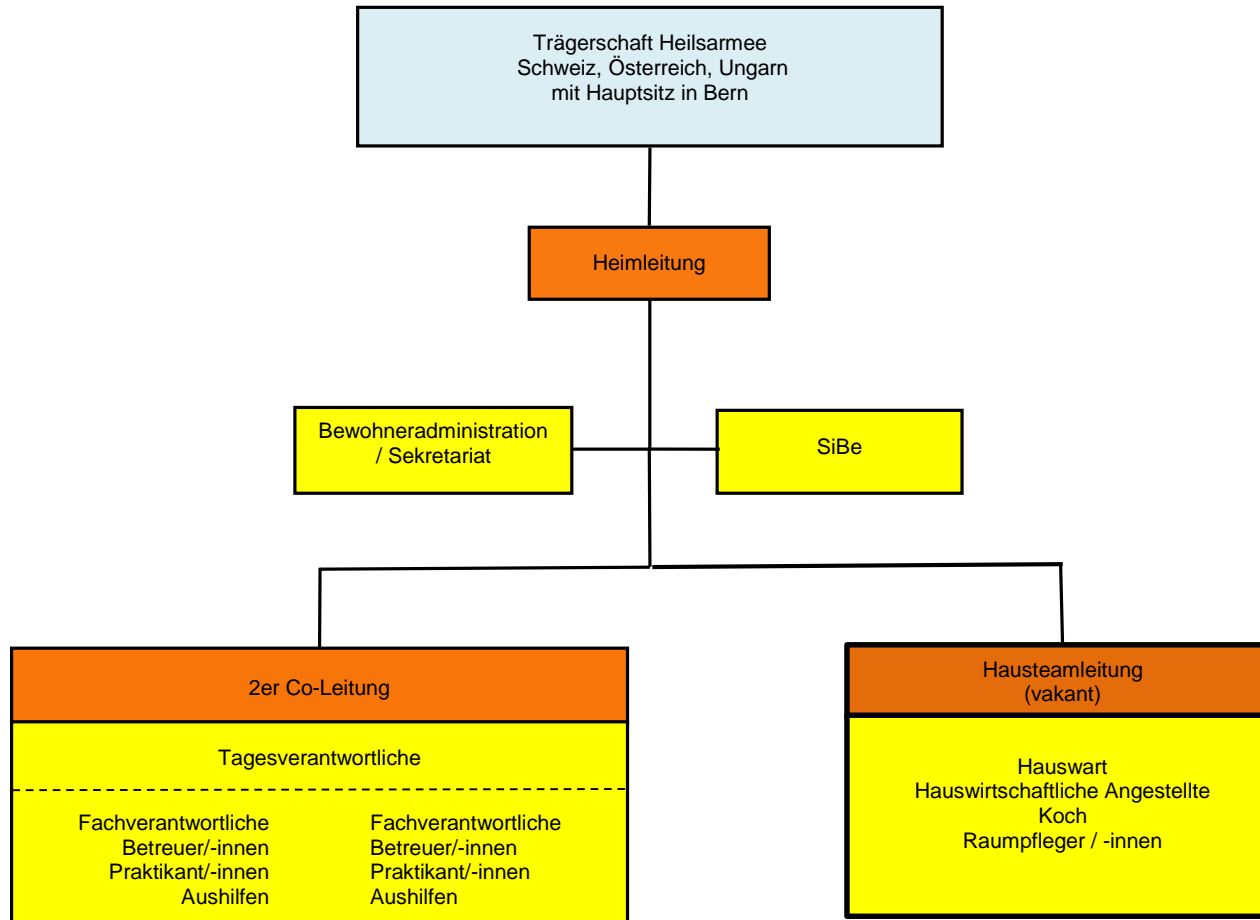 Trägerschaft Heilsarmee
Schweiz, Österreich, Ungarn
mit Hauptsitz in Bern
Heimleitung
Bewohneradministration
/ Sekretariat
SiBe
2er Co-Leitung
Tagesverantwortliche
Fachverantwortliche
Betreuer/-innen
Praktikant/-innen
Aushilfen
Fachverantwortliche
Betreuer/-innen
Praktikant/-innen
Aushilfen
Hausteamleitung
(vakant)
Hauswart
Hauswirtschaftliche Angestellte
Koch
Raumpfleger / -innen